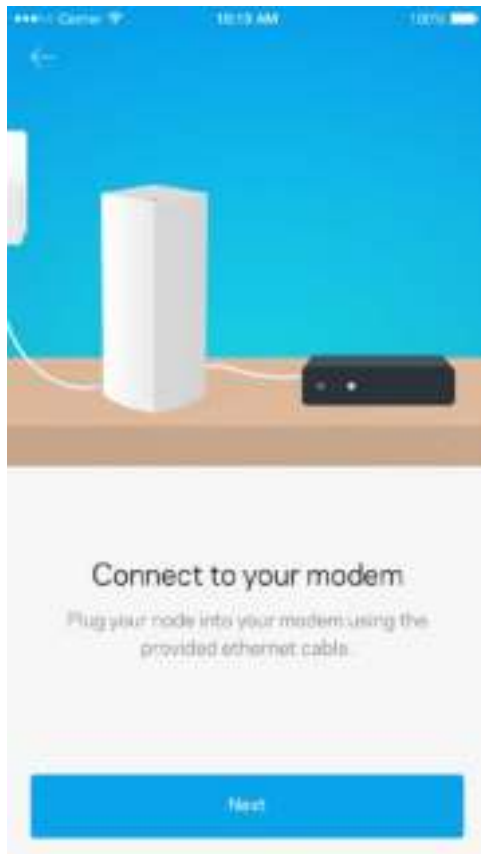 Carrier 10:13 AM 100%
Connect to your modem
Plug your node into your modem using the
provided ethernet cable.
Next